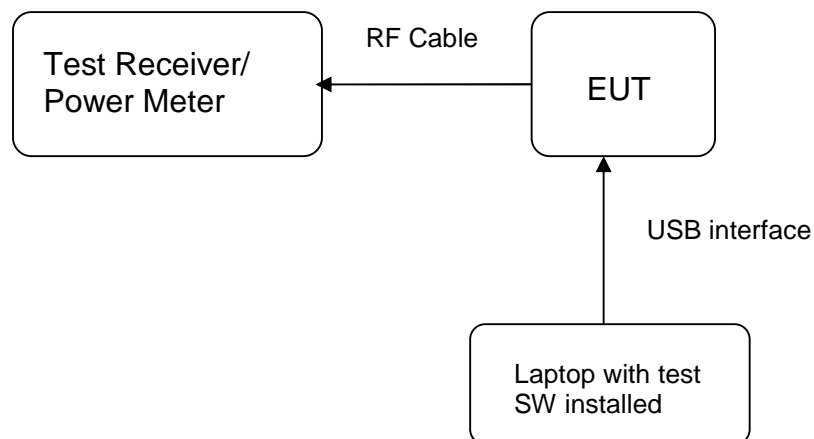 RF Cable
Test Receiver/
Power Meter
EUT
USB interface
Laptop with test
SW installed